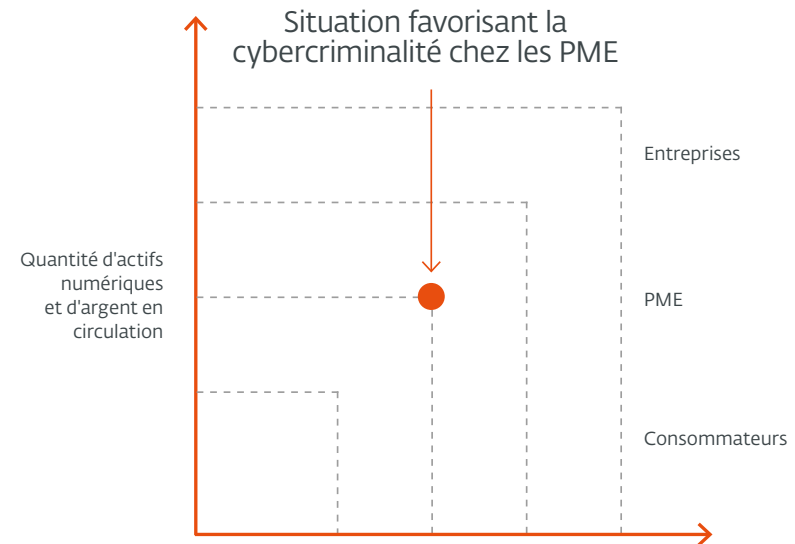 Situation favorisant la
cybercriminalité chez les PME
Entreprises
Quantité d'actifs
numériques
et d'argent en
circulation
PME
Consommateurs